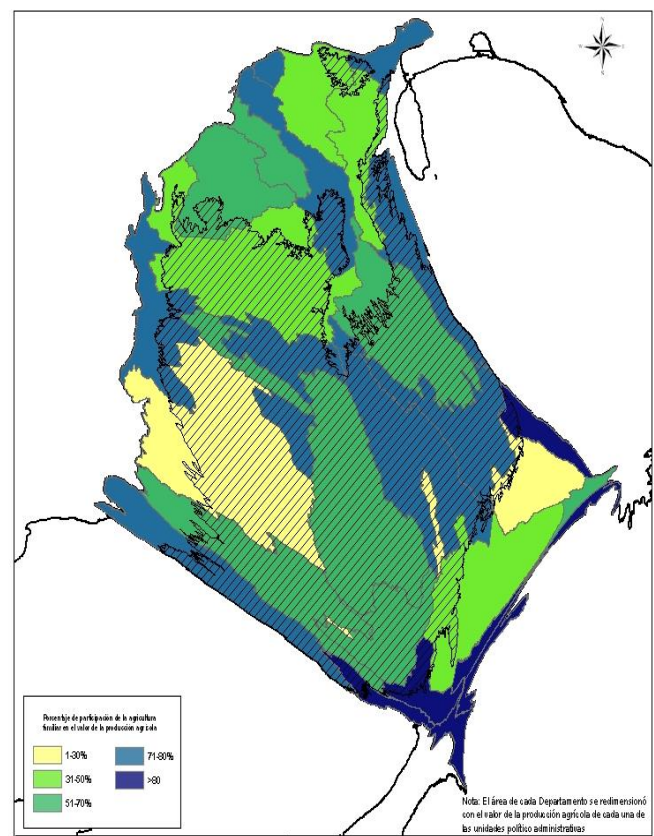 Porcentaje de participación de la agricultura
familiar en el valor de la producción agrícola
1-30%
31-50%
51-70%
71-80%
>80
Nota: El área de cada Departamento se redimensionó
con el valor de la producción agrícola de cada una de
las unidades político administrativas